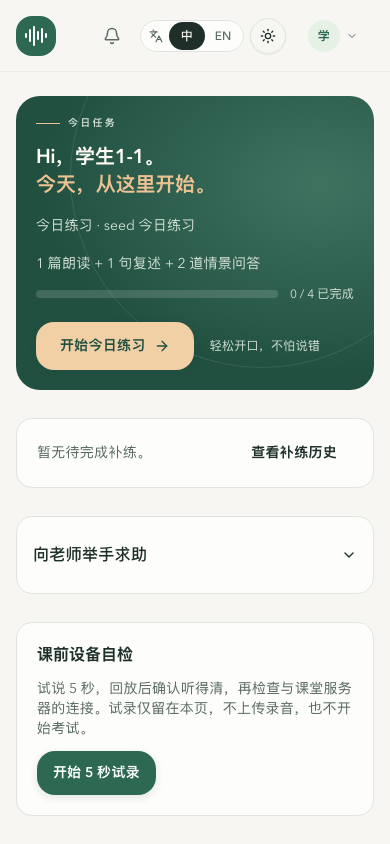 中
EN
学
今日任务
Hi，学生1-1。
今天，从这里开始。
今日练习 · seed 今日练习
1 篇朗读 + 1 句复述 + 2 道情景问答
0 / 4 已完成
开始今日练习
轻松开口，不怕说错
暂无待完成补练。
查看补练历史
向老师举手求助
课前设备自检
试说 5 秒，回放后确认听得清，再检查与课堂服务
器的连接。试录仅留在本页，不上传录音，也不开
始考试。
开始 5 秒试录